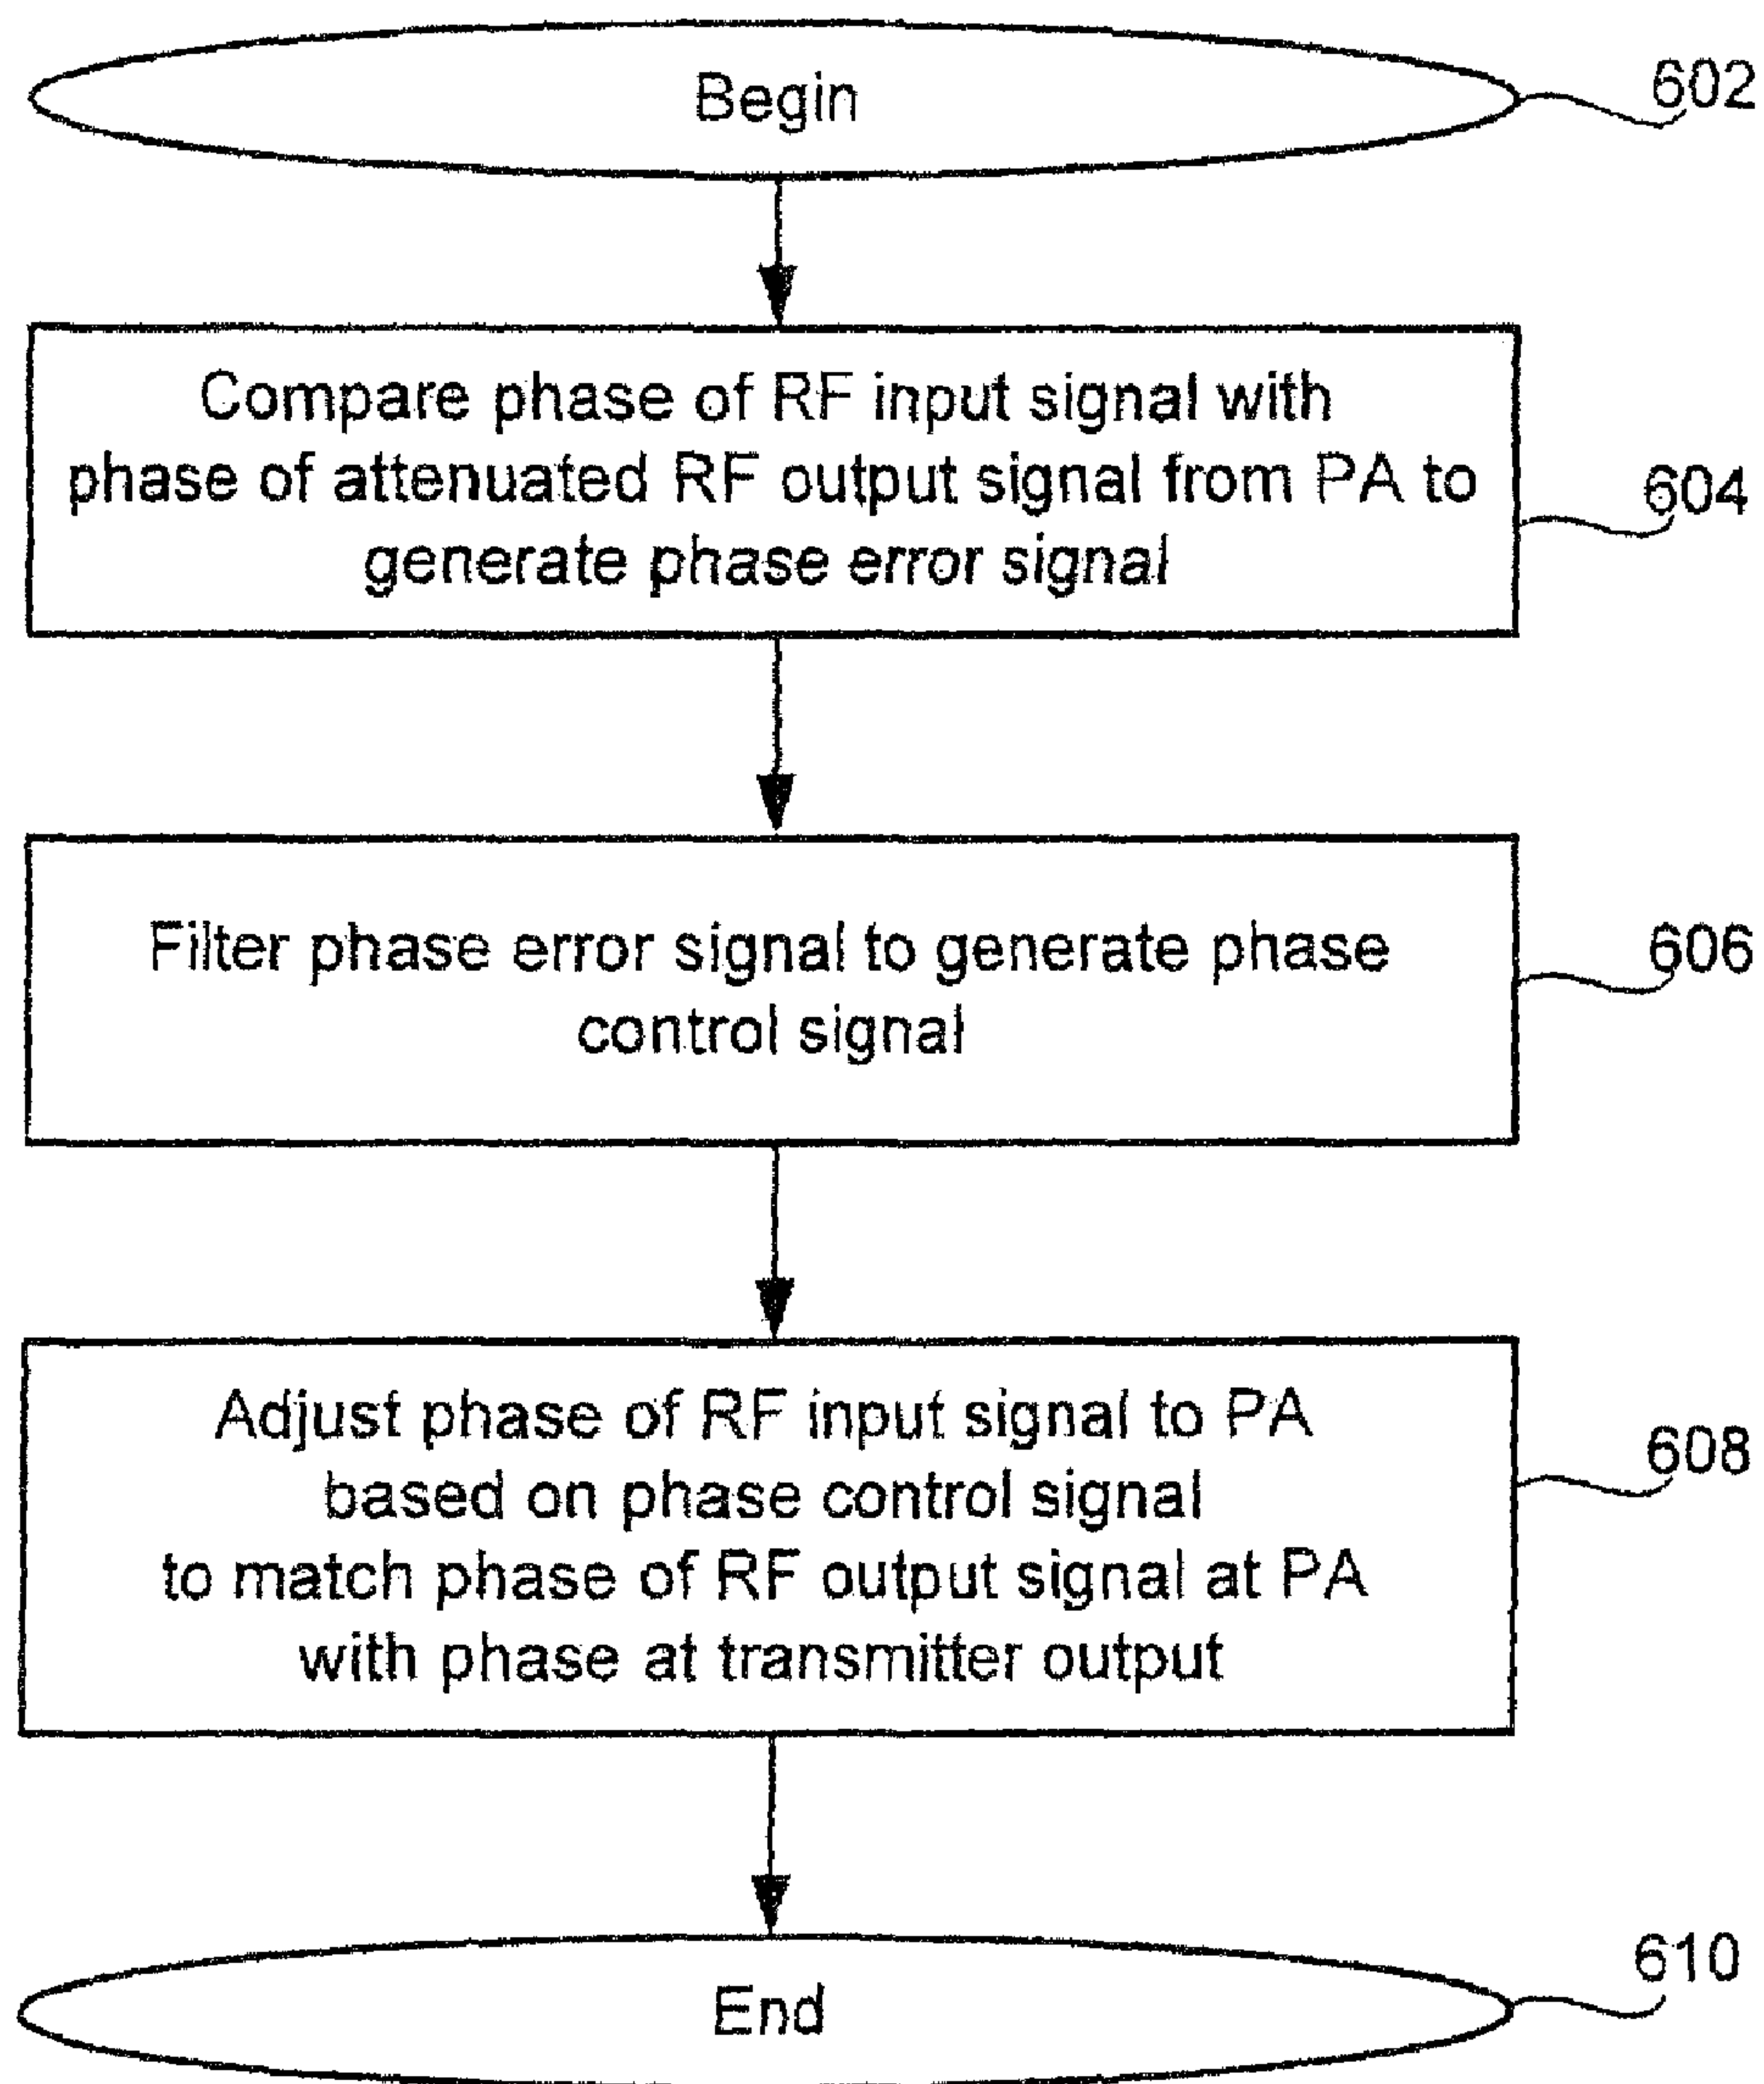 Begin
602
Compare phase of RF input signal with
phase of attenuated RF output signal from PA to
generate phase error signal
604
Filter phase error signal to generate phase
control signal
606
Adjust phase of RF input signal to PA
based on phase control signal
to match phase of RF output signal at PA
with phase at transmitter output
608
End
610